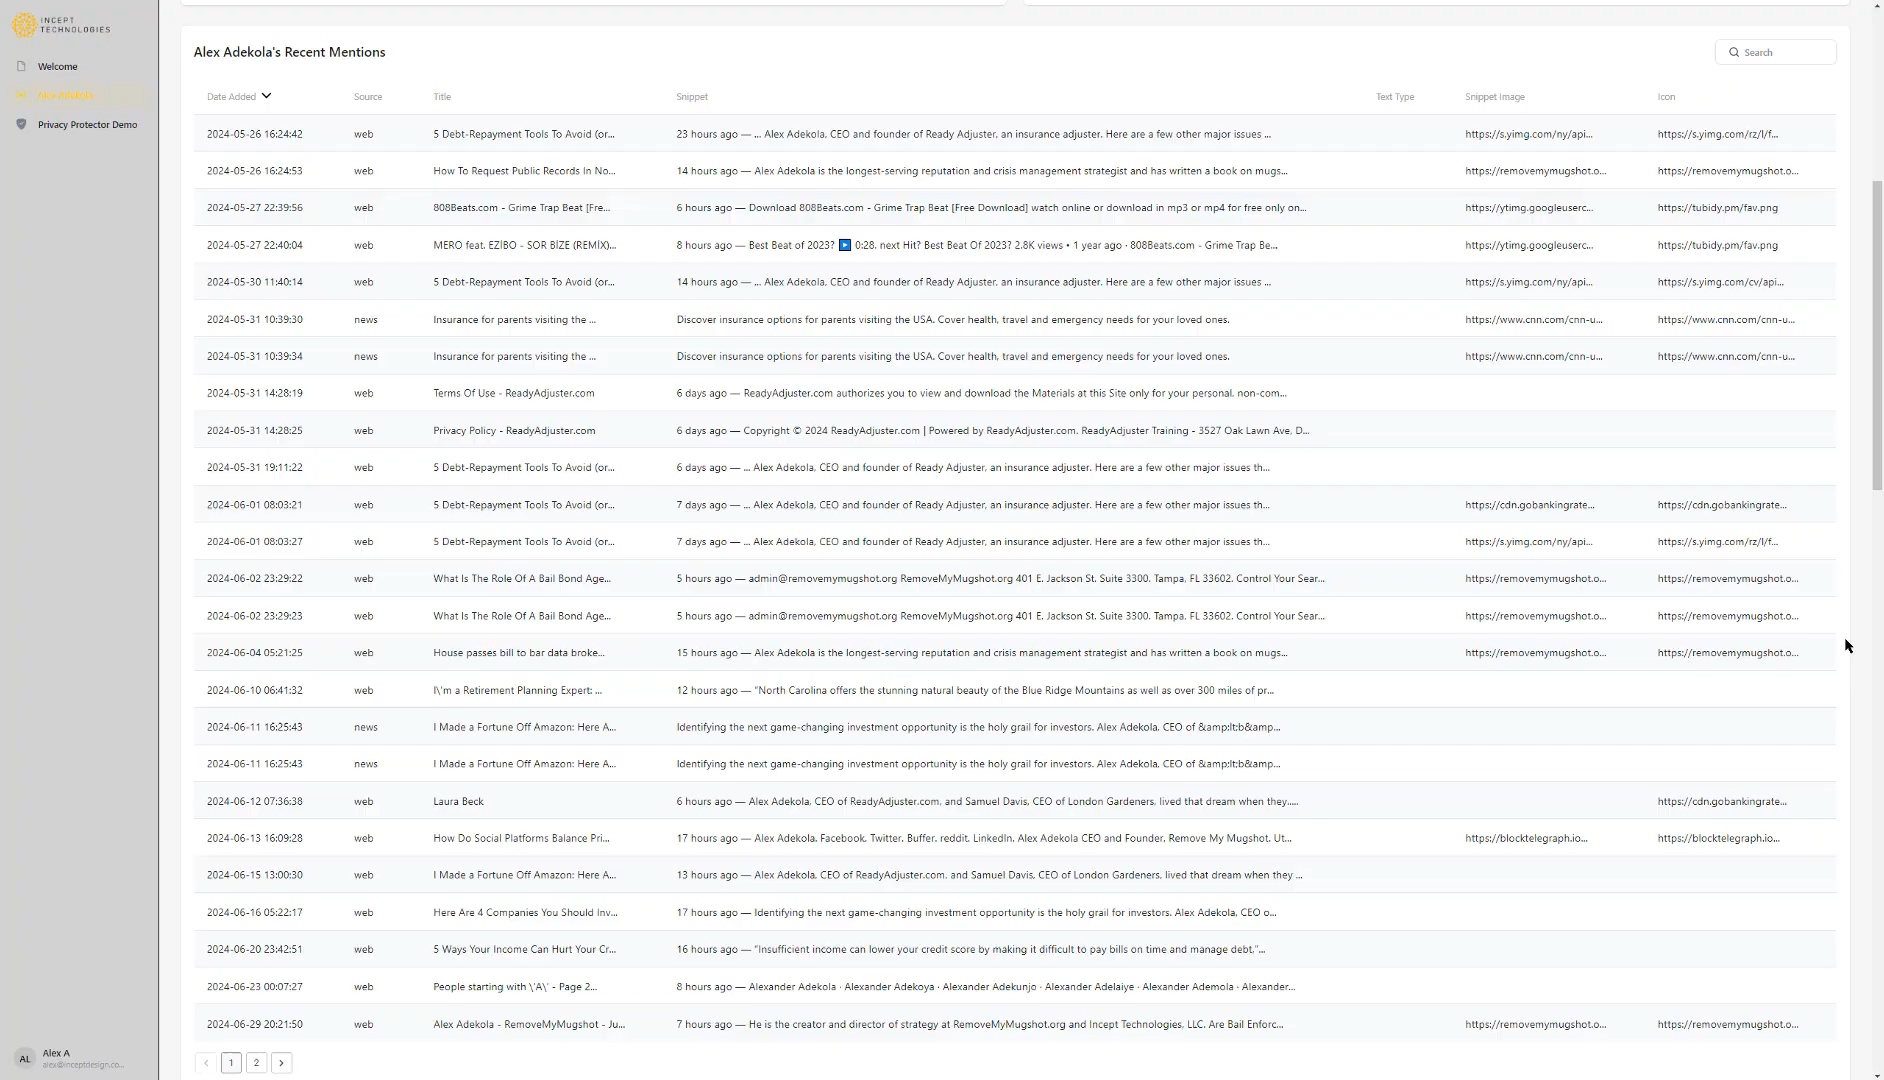 INCEPT
TECHNOLOGIES
Welcome
Alex Adekola
Privacy Protector Demo
AL
Alex A
alex@inceptdesign.co...
Alex Adekola's Recent Mentions
Search
Date Added Source Title Snippet Text Type Snippet Image Icon
2024-05-26 16:24:42 web 5 Debt-Repayment Tools To Avoid (or... 23 hours ago — ... Alex Adekola, CEO and founder of Ready Adjuster, an insurance adjuster. Here are a few other major issues ... https://s.yimg.com/ny/api... https://s.yimg.com/rz/l/f...
2024-05-26 16:24:53 web How To Request Public Records In No... 14 hours ago — Alex Adekola is the longest-serving reputation and crisis management strategist and has written a book on mugs... https://removemymugshot.o... https://removemymugshot.o...
2024-05-27 22:39:56 web 808Beats.com - Grime Trap Beat [Fre... 6 hours ago — Download 808Beats.com - Grime Trap Beat [Free Download] watch online or download in mp3 or mp4 for free only on... https://ytimg.googleuserc... https://tubidy.pm/fav.png
2024-05-27 22:40:04 web MERO feat. EZİBO - SOR BİZE (REMİX)... 8 hours ago — Best Beat of 2023? ▶ 0:28. next Hit? Best Beat Of 2023? 2.8K views • 1 year ago · 808Beats.com - Grime Trap Be... https://ytimg.googleuserc... https://tubidy.pm/fav.png
2024-05-30 11:40:14 web 5 Debt-Repayment Tools To Avoid (or... 14 hours ago — ... Alex Adekola, CEO and founder of Ready Adjuster, an insurance adjuster. Here are a few other major issues ... https://s.yimg.com/ny/api... https://s.yimg.com/cv/api...
2024-05-31 10:39:30 news Insurance for parents visiting the ... Discover insurance options for parents visiting the USA. Cover health, travel and emergency needs for your loved ones. https://www.cnn.com/cnn-u... https://www.cnn.com/cnn-u...
2024-05-31 10:39:34 news Insurance for parents visiting the ... Discover insurance options for parents visiting the USA. Cover health, travel and emergency needs for your loved ones. https://www.cnn.com/cnn-u... https://www.cnn.com/cnn-u...
2024-05-31 14:28:19 web Terms Of Use - ReadyAdjuster.com 6 days ago — ReadyAdjuster.com authorizes you to view and download the Materials at this Site only for your personal, non-com...
2024-05-31 14:28:25 web Privacy Policy - ReadyAdjuster.com 6 days ago — Copyright © 2024 ReadyAdjuster.com | Powered by ReadyAdjuster.com. ReadyAdjuster Training - 3527 Oak Lawn Ave, D...
2024-05-31 19:11:22 web 5 Debt-Repayment Tools To Avoid (or... 6 days ago — ... Alex Adekola, CEO and founder of Ready Adjuster, an insurance adjuster. Here are a few other major issues th...
2024-06-01 08:03:21 web 5 Debt-Repayment Tools To Avoid (or... 7 days ago — ... Alex Adekola, CEO and founder of Ready Adjuster, an insurance adjuster. Here are a few other major issues th... https://cdn.gobankingrate... https://cdn.gobankingrate...
2024-06-01 08:03:27 web 5 Debt-Repayment Tools To Avoid (or... 7 days ago — ... Alex Adekola, CEO and founder of Ready Adjuster, an insurance adjuster. Here are a few other major issues th... https://s.yimg.com/ny/api... https://s.yimg.com/rz/l/f...
2024-06-02 23:29:22 web What Is The Role Of A Bail Bond Age... 5 hours ago — admin@removemymugshot.org RemoveMyMugshot.org 401 E. Jackson St. Suite 3300. Tampa, FL 33602. Control Your Sear... https://removemymugshot.o... https://removemymugshot.o...
2024-06-02 23:29:23 web What Is The Role Of A Bail Bond Age... 5 hours ago — admin@removemymugshot.org RemoveMyMugshot.org 401 E. Jackson St. Suite 3300. Tampa, FL 33602. Control Your Sear... https://removemymugshot.o... https://removemymugshot.o...
2024-06-04 05:21:25 web House passes bill to bar data broke... 15 hours ago — Alex Adekola is the longest-serving reputation and crisis management strategist and has written a book on mugs... https://removemymugshot.o... https://removemymugshot.o...
2024-06-10 06:41:32 web I\'m a Retirement Planning Expert: ... 12 hours ago — “North Carolina offers the stunning natural beauty of the Blue Ridge Mountains as well as over 300 miles of pr...
2024-06-11 16:25:43 news I Made a Fortune Off Amazon: Here A... Identifying the next game-changing investment opportunity is the holy grail for investors. Alex Adekola, CEO of &amp;lt;b&amp...
2024-06-11 16:25:43 news I Made a Fortune Off Amazon: Here A... Identifying the next game-changing investment opportunity is the holy grail for investors. Alex Adekola, CEO of &amp;lt;b&amp...
2024-06-12 07:36:38 web Laura Beck 6 hours ago — Alex Adekola, CEO of ReadyAdjuster.com, and Samuel Davis, CEO of London Gardeners, lived that dream when they..... https://cdn.gobankingrate...
2024-06-13 16:09:28 web How Do Social Platforms Balance Pri... 17 hours ago — Alex Adekola. Facebook, Twitter. Buffer. reddit. LinkedIn. Alex Adekola CEO and Founder, Remove My Mugshot. Ut... https://blocktelegraph.io... https://blocktelegraph.io...
2024-06-15 13:00:30 web I Made a Fortune Off Amazon: Here A... 13 hours ago — Alex Adekola, CEO of ReadyAdjuster.com. and Samuel Davis, CEO of London Gardeners, lived that dream when they ...
2024-06-16 05:22:17 web Here Are 4 Companies You Should Inv... 17 hours ago — Identifying the next game-changing investment opportunity is the holy grail for investors. Alex Adekola, CEO o...
2024-06-20 23:42:51 web 5 Ways Your Income Can Hurt Your Cr... 16 hours ago — “Insufficient income can lower your credit score by making it difficult to pay bills on time and manage debt,”...
2024-06-23 00:07:27 web People starting with \'A\' - Page 2... 8 hours ago — Alexander Adekola · Alexander Adekoya · Alexander Adekunjo · Alexander Adelaiye · Alexander Ademola · Alexander...
2024-06-29 20:21:50 web Alex Adekola - RemoveMyMugshot - Ju... 7 hours ago — He is the creator and director of strategy at RemoveMyMugshot.org and Incept Technologies, LLC. Are Bail Enforc... https://removemymugshot.o... https://removemymugshot.o...
1 2